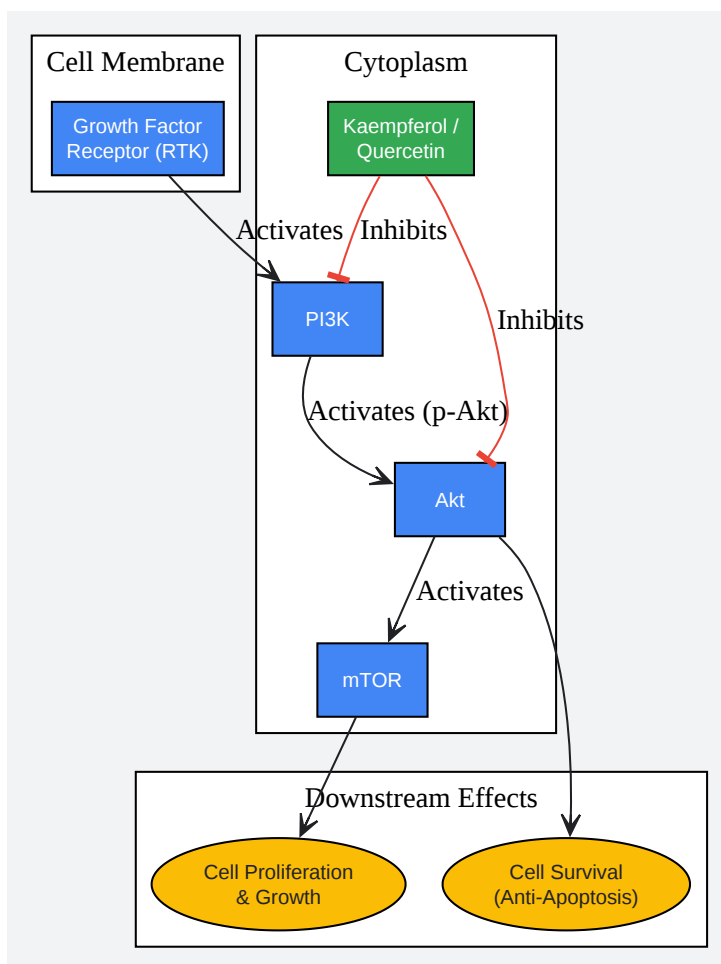 Cell Membrane
Cytoplasm
Growth Factor
Receptor (RTK)
Kaempferol /
Quercetin
Activates
Inhibits
PI3K
Inhibits
Activates (p-Akt)
Akt
Activates
mTOR
Downstream Effects
Cell Proliferation
& Growth
Cell Survival
(Anti-Apoptosis)